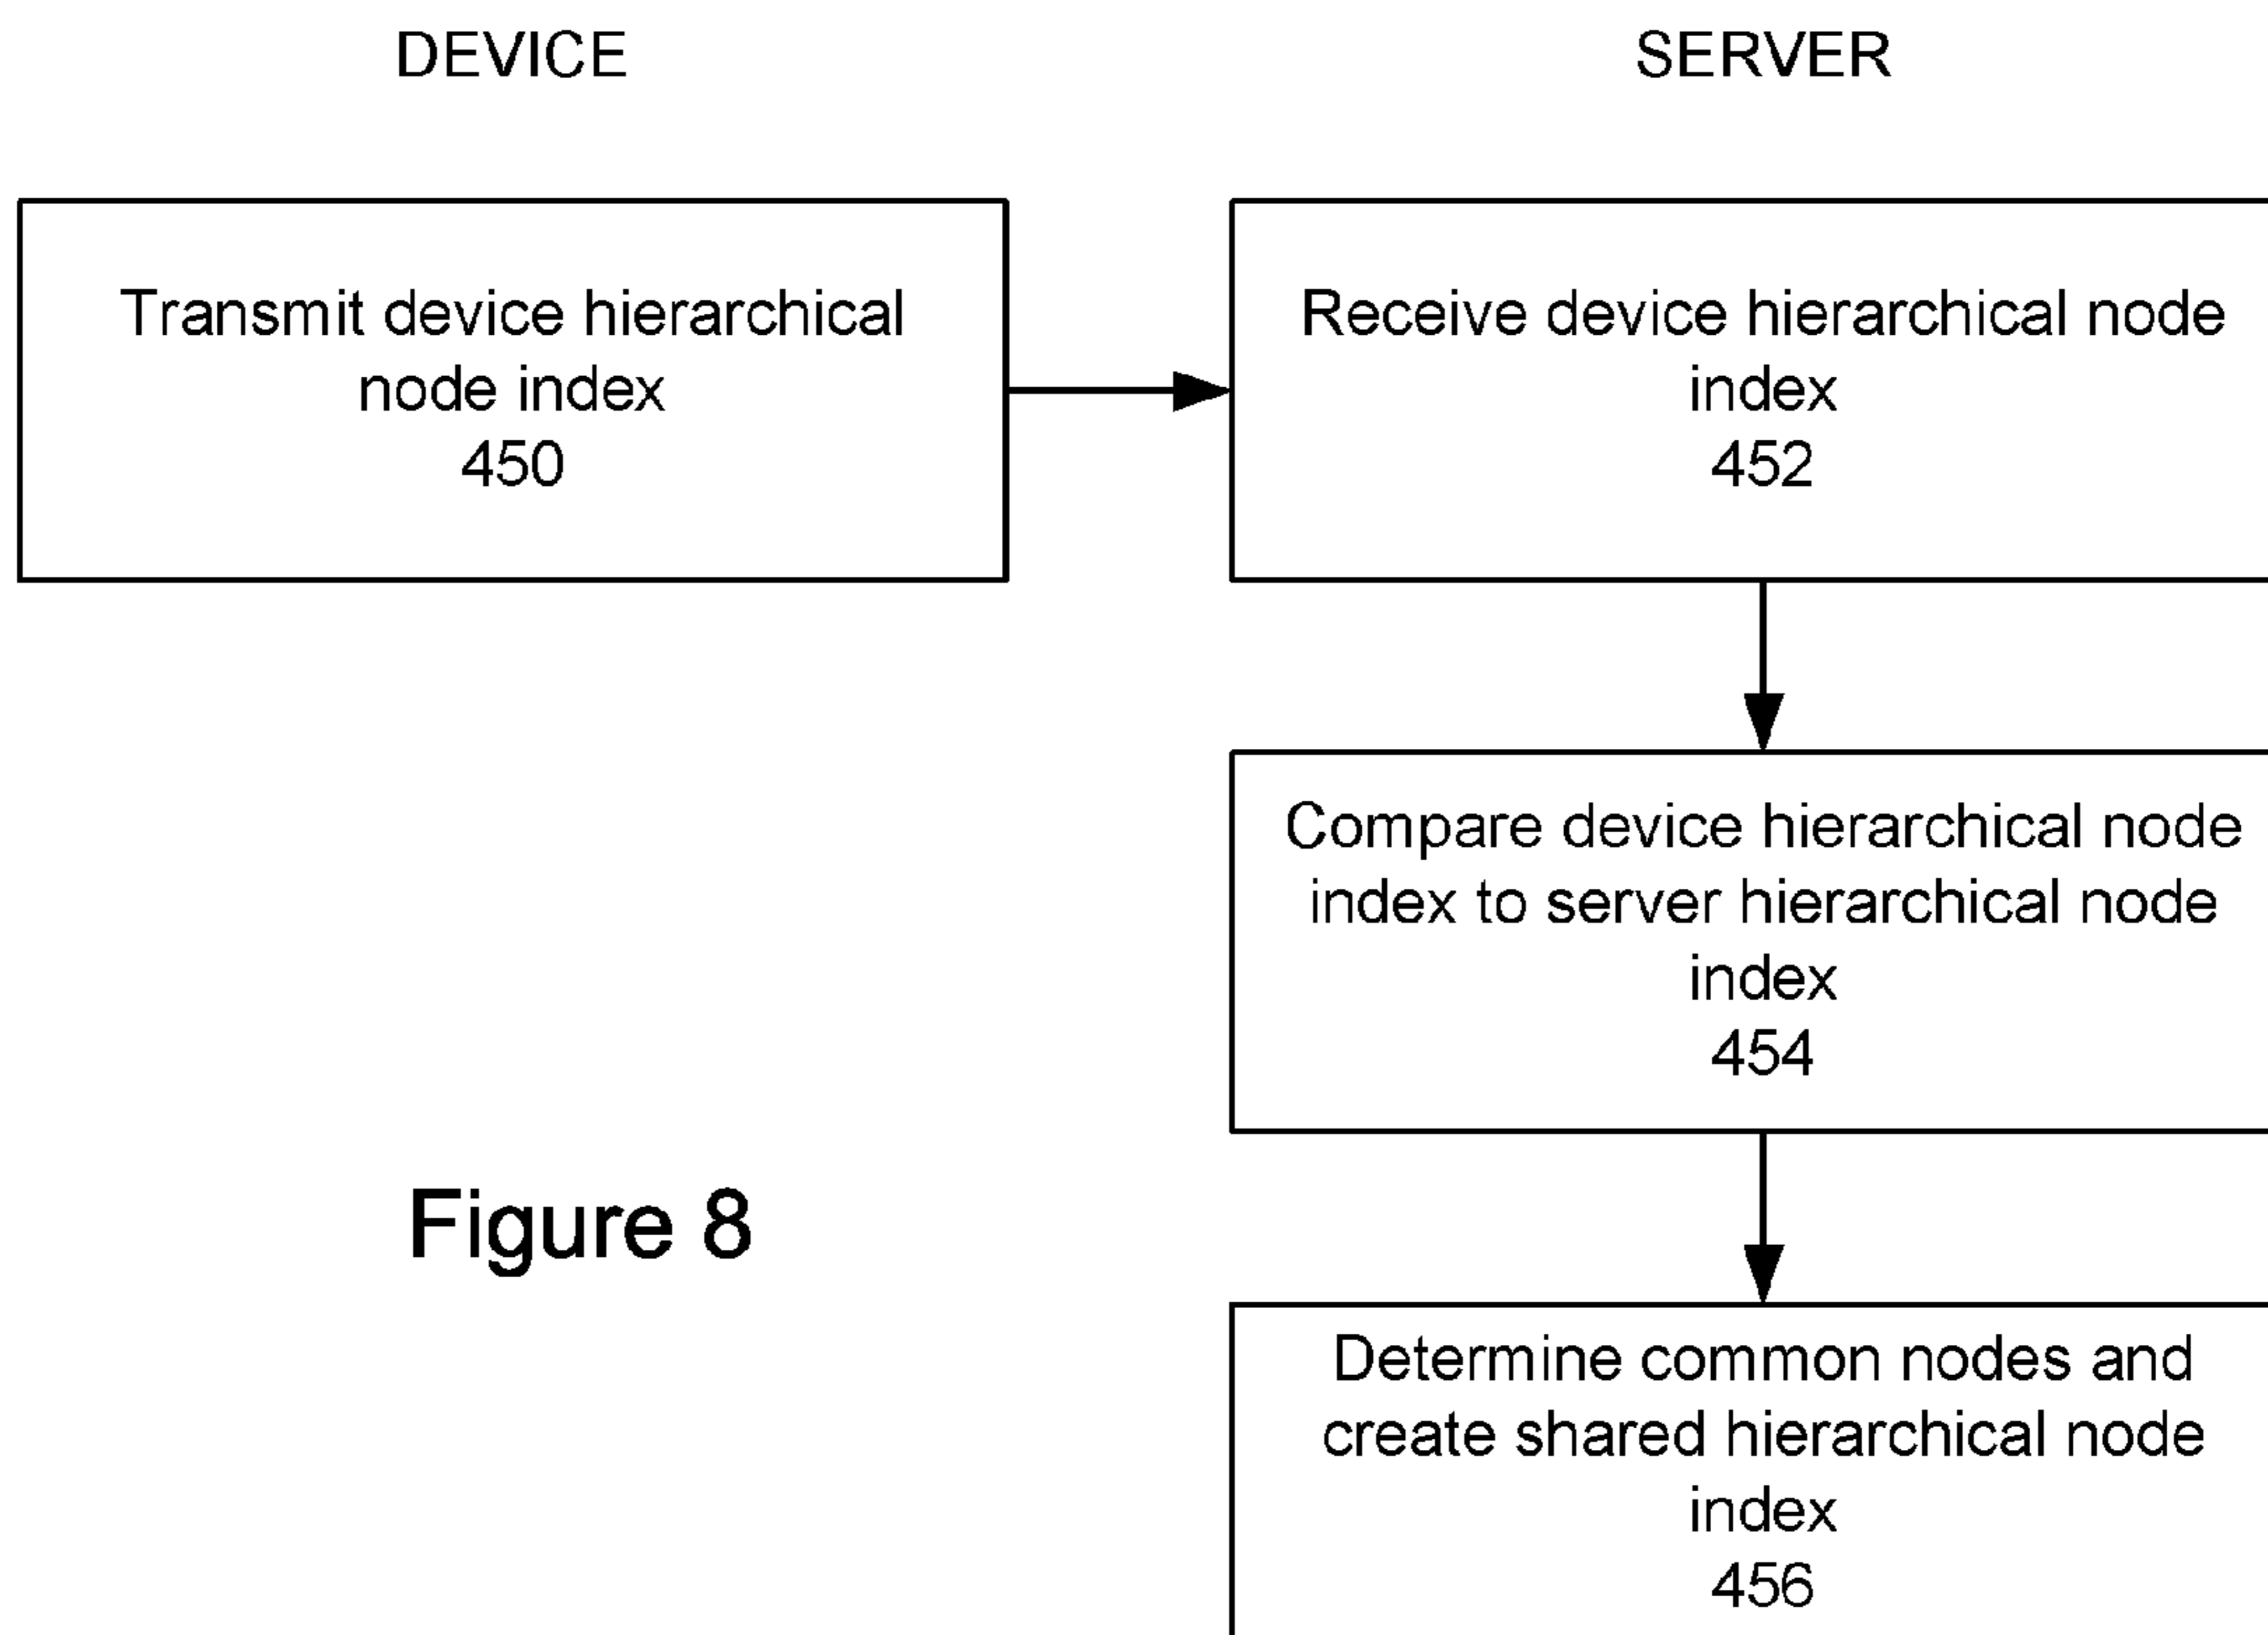 DEVICE
SERVER
Transmit device hierarchical
node index
450
Receive device hierarchical node
index
452
Compare device hierarchical node
index to server hierarchical node
index
454
Figure 8
Determine common nodes and
create shared hierarchical node
index
456